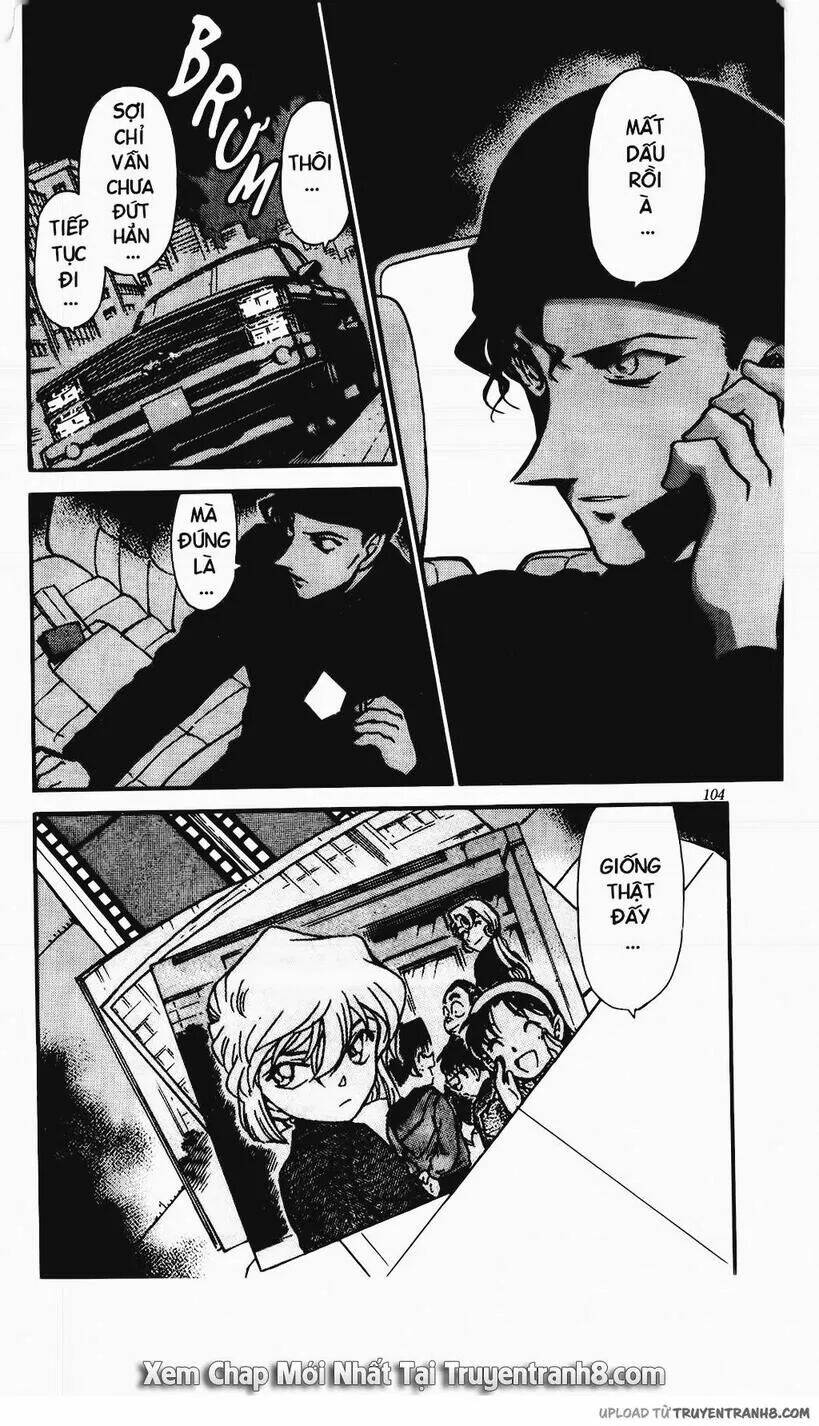 MẤT
DẤU
RỒI
À
...
THÔI
...
BRỪM
SỢI
CHỈ
VẪN
CHƯA
ĐỨT
HẲN
...
TIẾP
TỤC
ĐI
...
MÀ
ĐÚNG
LÀ
...
104
GIỐNG
THẬT
ĐẤY
...
Xem Chap Mới Nhất Tại Truyentranh8.com
UPLOAD TỪ TRUYENTRANH8.COM